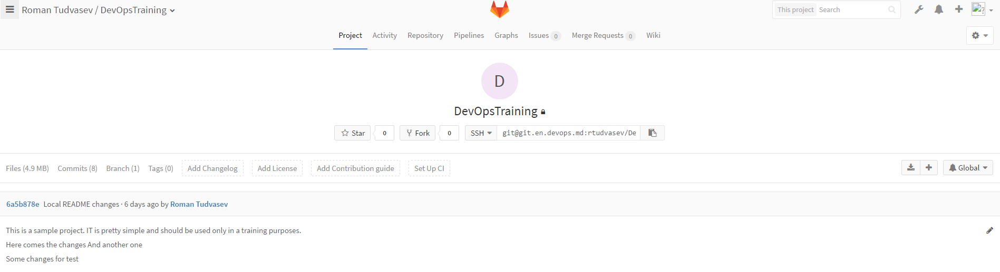 Roman Tudvasev / DevOpsTraining
This project Search
Project Activity Repository Pipelines Graphs Issues 0 Merge Requests 0 Wiki
D
DevOpsTraining
Star 0 Fork 0 SSH git@git.en.devops.md:rtudvasev/De
Files (4.9 MB) Commits (8) Branch (1) Tags (0) Add Changelog Add License Add Contribution guide Set Up CI Global
6a5b878e Local README changes · 6 days ago by Roman Tudvasev
This is a sample project. IT is pretty simple and should be used only in a training purposes.
Here comes the changes And another one
Some changes for test